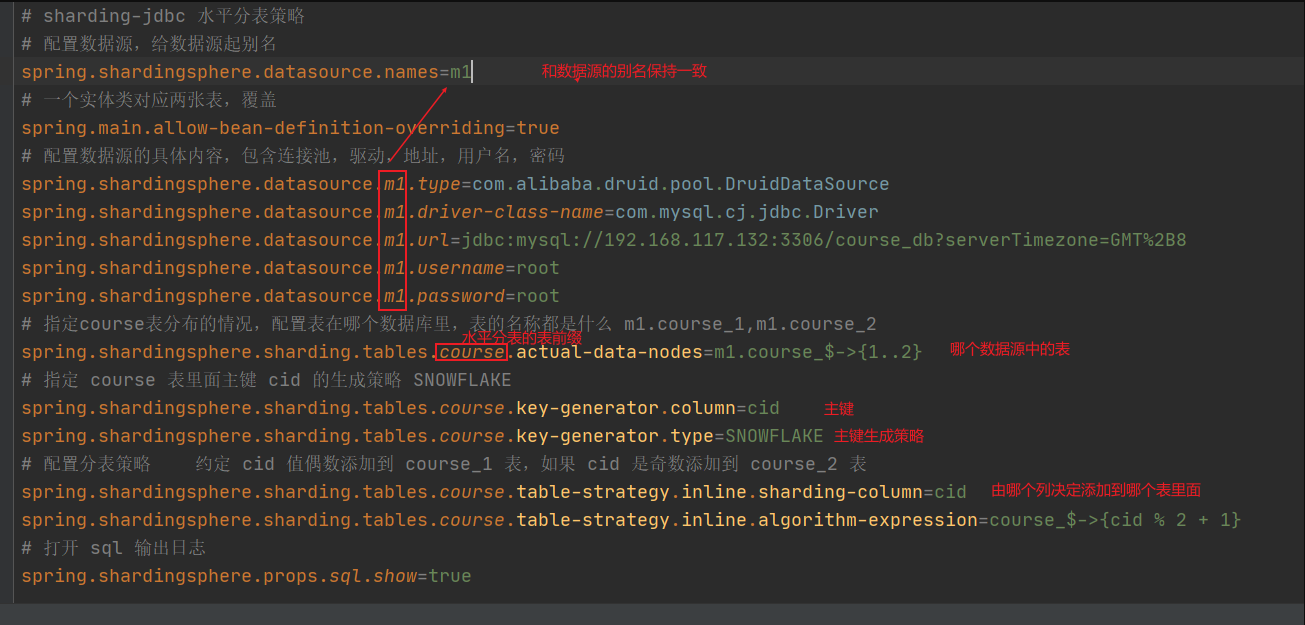 # sharding-jdbc 水平分表策略
# 配置数据源，给数据源起别名
spring.shardingsphere.datasource.names=m1 和数据源的别名保持一致
# 一个实体类对应两张表，覆盖
spring.main.allow-bean-definition-overriding=true
# 配置数据源的具体内容，包含连接池，驱动，地址，用户名，密码
spring.shardingsphere.datasource.m1.type=com.alibaba.druid.pool.DruidDataSource
spring.shardingsphere.datasource.m1.driver-class-name=com.mysql.cj.jdbc.Driver
spring.shardingsphere.datasource.m1.url=jdbc:mysql://192.168.117.132:3306/course_db?serverTimezone=GMT%2B8
spring.shardingsphere.datasource.m1.username=root
spring.shardingsphere.datasource.m1.password=root
# 指定course表分布的情况，配置表在哪个数据库里，表的名称都是什么 m1.course_1,m1.course_2
水平分表的表前缀
spring.shardingsphere.sharding.tables.course.actual-data-nodes=m1.course_$->{1..2} 哪个数据源中的表
# 指定 course 表里面主键 cid 的生成策略 SNOWFLAKE
spring.shardingsphere.sharding.tables.course.key-generator.column=cid 主键
spring.shardingsphere.sharding.tables.course.key-generator.type=SNOWFLAKE 主键生成策略
# 配置分表策略 约定 cid 值偶数添加到 course_1 表，如果 cid 是奇数添加到 course_2 表
spring.shardingsphere.sharding.tables.course.table-strategy.inline.sharding-column=cid 由哪个列决定添加到哪个表里面
spring.shardingsphere.sharding.tables.course.table-strategy.inline.algorithm-expression=course_$->{cid % 2 + 1}
# 打开 sql 输出日志
spring.shardingsphere.props.sql.show=true